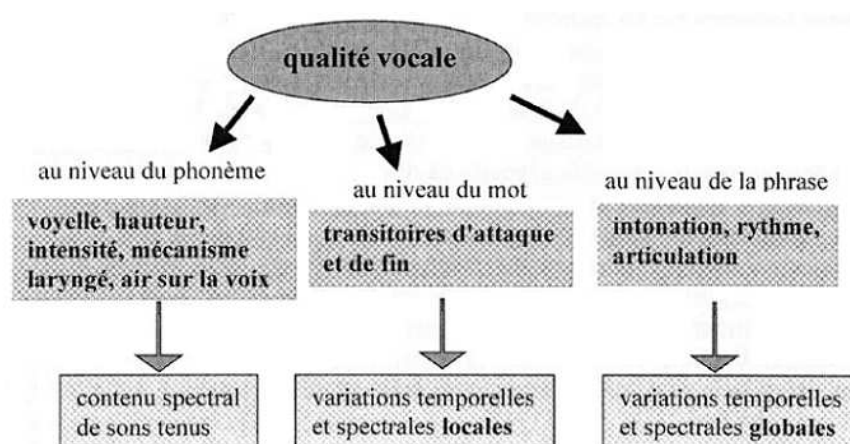 qualité vocale
au niveau du phonème
voyelle, hauteur,
intensité, mécanisme
laryngé, air sur la voix
contenu spectral
de sons tenus
au niveau du mot
transitoires d'attaque
et de fin
variations temporelles
et spectrales locales
au niveau de la phrase
intonation, rythme,
articulation
variations temporelles
et spectrales globales